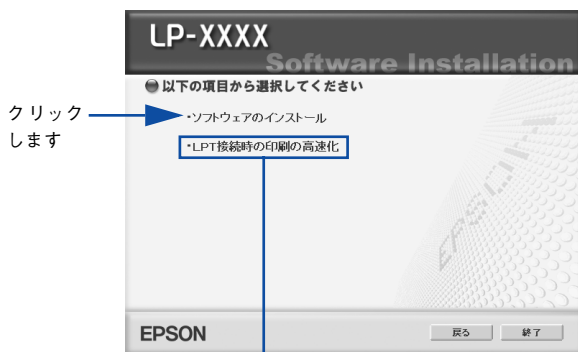 LP-XXXX
Software Installation
以下の項目から選択してください
クリック
します
・ソフトウェアのインストール
・LPT接続時の印刷の高速化
EPSON
EPSON
戻る
終了